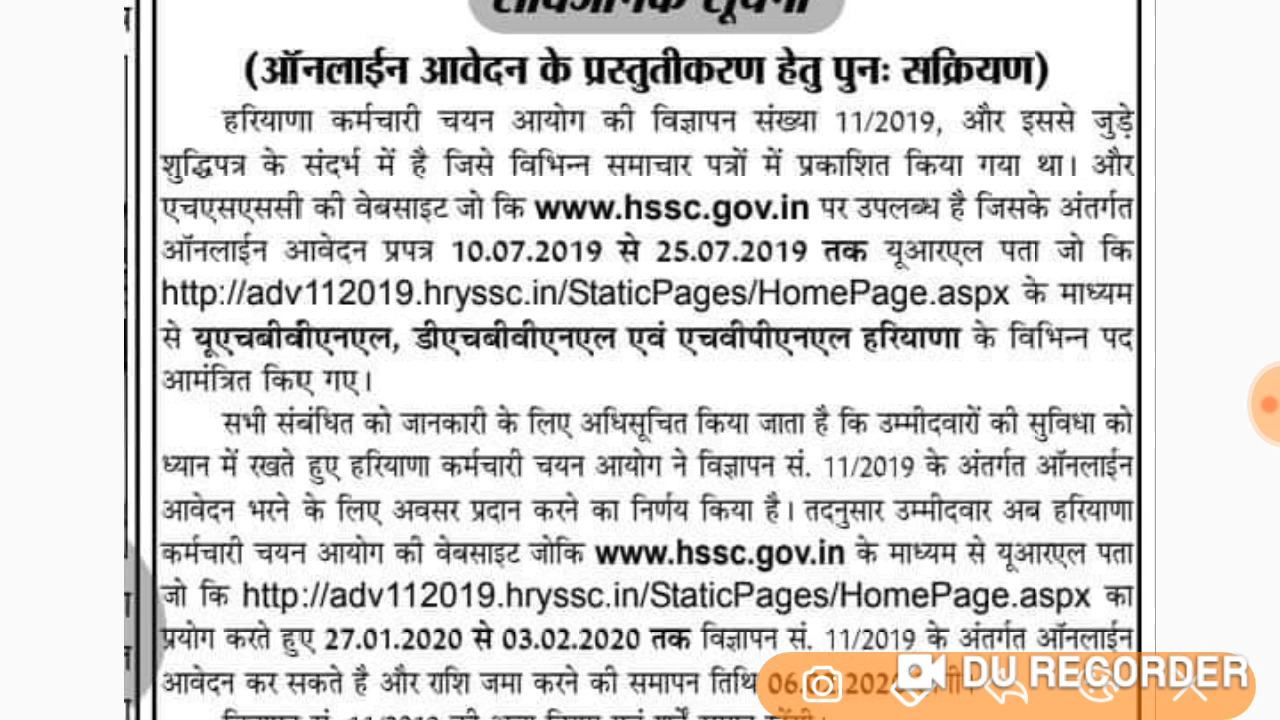 सार्वजनिक सूचना
(ऑनलाईन आवेदन के प्रस्तुतीकरण हेतु पुनः सक्रियण)
हरियाणा कर्मचारी चयन आयोग की विज्ञापन संख्या 11/2019, और इससे जुड़े
शुद्धिपत्र के संदर्भ में है जिसे विभिन्न समाचार पत्रों में प्रकाशित किया गया था। और
एचएसएससी की वेबसाइट जो कि www.hssc.gov.in पर उपलब्ध है जिसके अंतर्गत
ऑनलाईन आवेदन प्रपत्र 10.07.2019 से 25.07.2019 तक यूआरएल पता जो कि
http://adv112019.hryssc.in/StaticPages/HomePage.aspx के माध्यम
से यूएचबीवीएनएल, डीएचबीवीएनएल एवं एचवीपीएनएल हरियाणा के विभिन्न पद
आमंत्रित किए गए।
सभी संबंधित को जानकारी के लिए अधिसूचित किया जाता है कि उम्मीदवारों की सुविधा को
ध्यान में रखते हुए हरियाणा कर्मचारी चयन आयोग ने विज्ञापन सं. 11/2019 के अंतर्गत ऑनलाईन
आवेदन भरने के लिए अवसर प्रदान करने का निर्णय किया है। तदनुसार उम्मीदवार अब हरियाणा
कर्मचारी चयन आयोग की वेबसाइट जोकि www.hssc.gov.in के माध्यम से यूआरएल पता
जो कि http://adv112019.hryssc.in/StaticPages/HomePage.aspx का
प्रयोग करते हुए 27.01.2020 से 03.02.2020 तक विज्ञापन सं. 11/2019 के अंतर्गत ऑनलाईन
आवेदन कर सकते है और राशि जमा करने की समापन तिथि
DU RECORDER